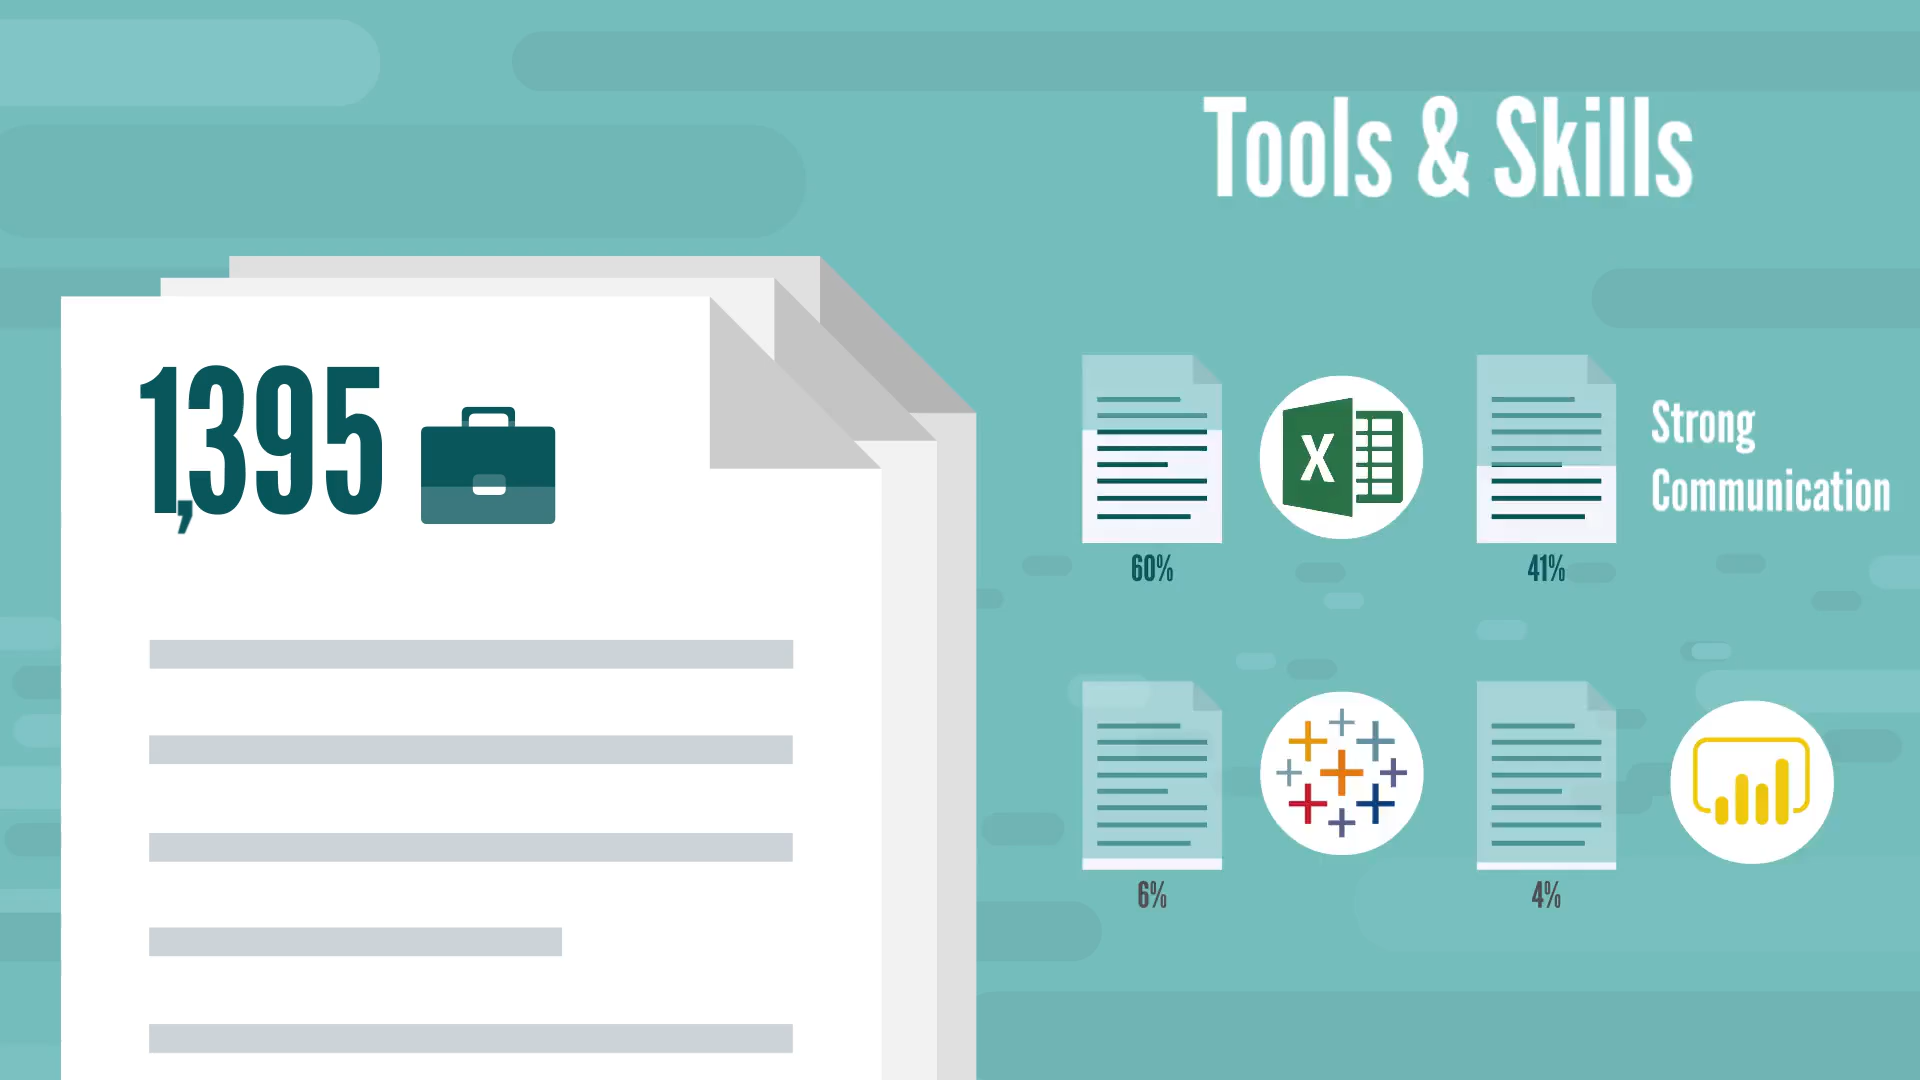 Tools & Skills
1,395
X
Strong
Communication
60%
41%
6%
4%